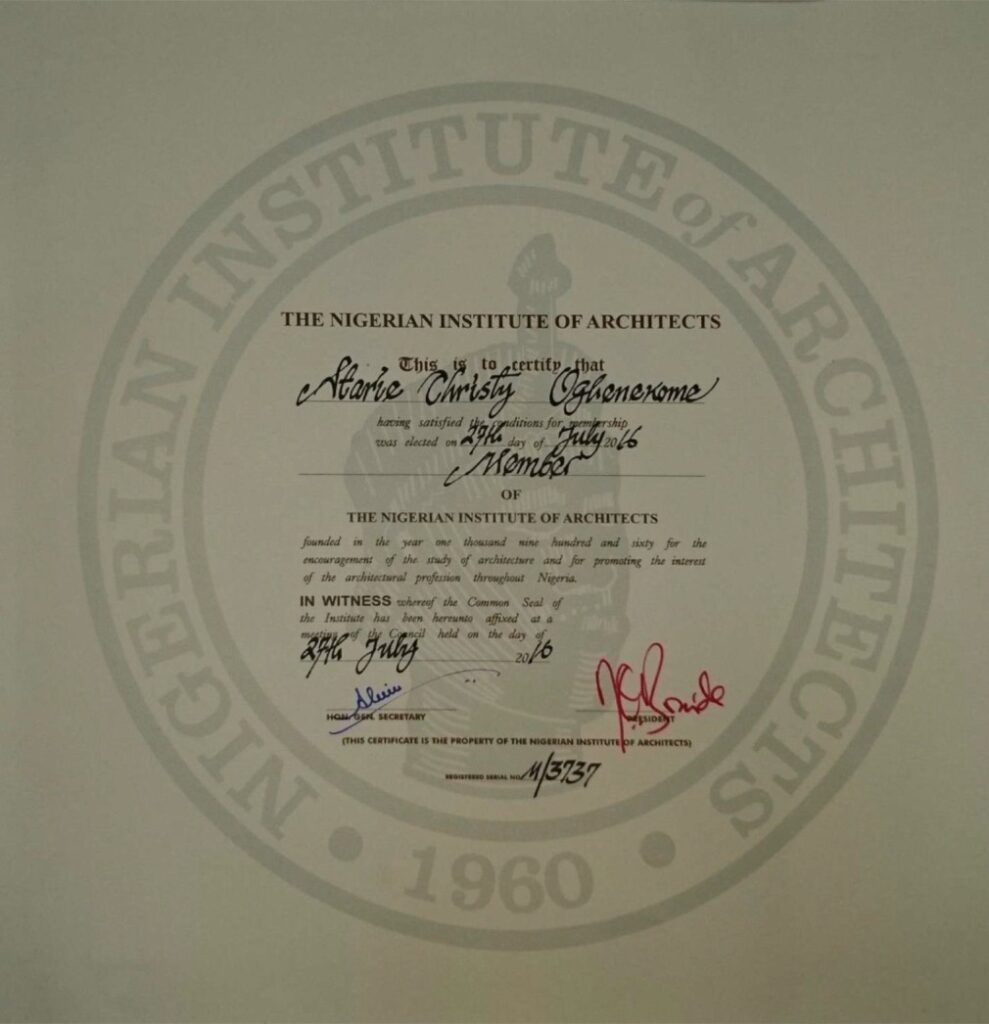 NIGERIAN INSTITUTE of ARCHITECTS
THE NIGERIAN INSTITUTE OF ARCHITECTS
This is to certify that
Christy Oghenerome
having satisfied the conditions for membership
was elected on 27th day of July 2016
Member
OF
THE NIGERIAN INSTITUTE OF ARCHITECTS
founded in the year one thousand nine hundred and sixty for the
encouragement of the study of architecture and for promoting the interest
of the architectural profession throughout Nigeria.
IN WITNESS whereof the Common Seal of
the Institute has been hereunto affixed at a
meeting of the Council held on the day of
27th July 2016
HON. GEN. SECRETARY
PRESIDENT
(THIS CERTIFICATE IS THE PROPERTY OF THE NIGERIAN INSTITUTE OF ARCHITECTS)
REGISTERED SERIAL NO. M/3737
1960